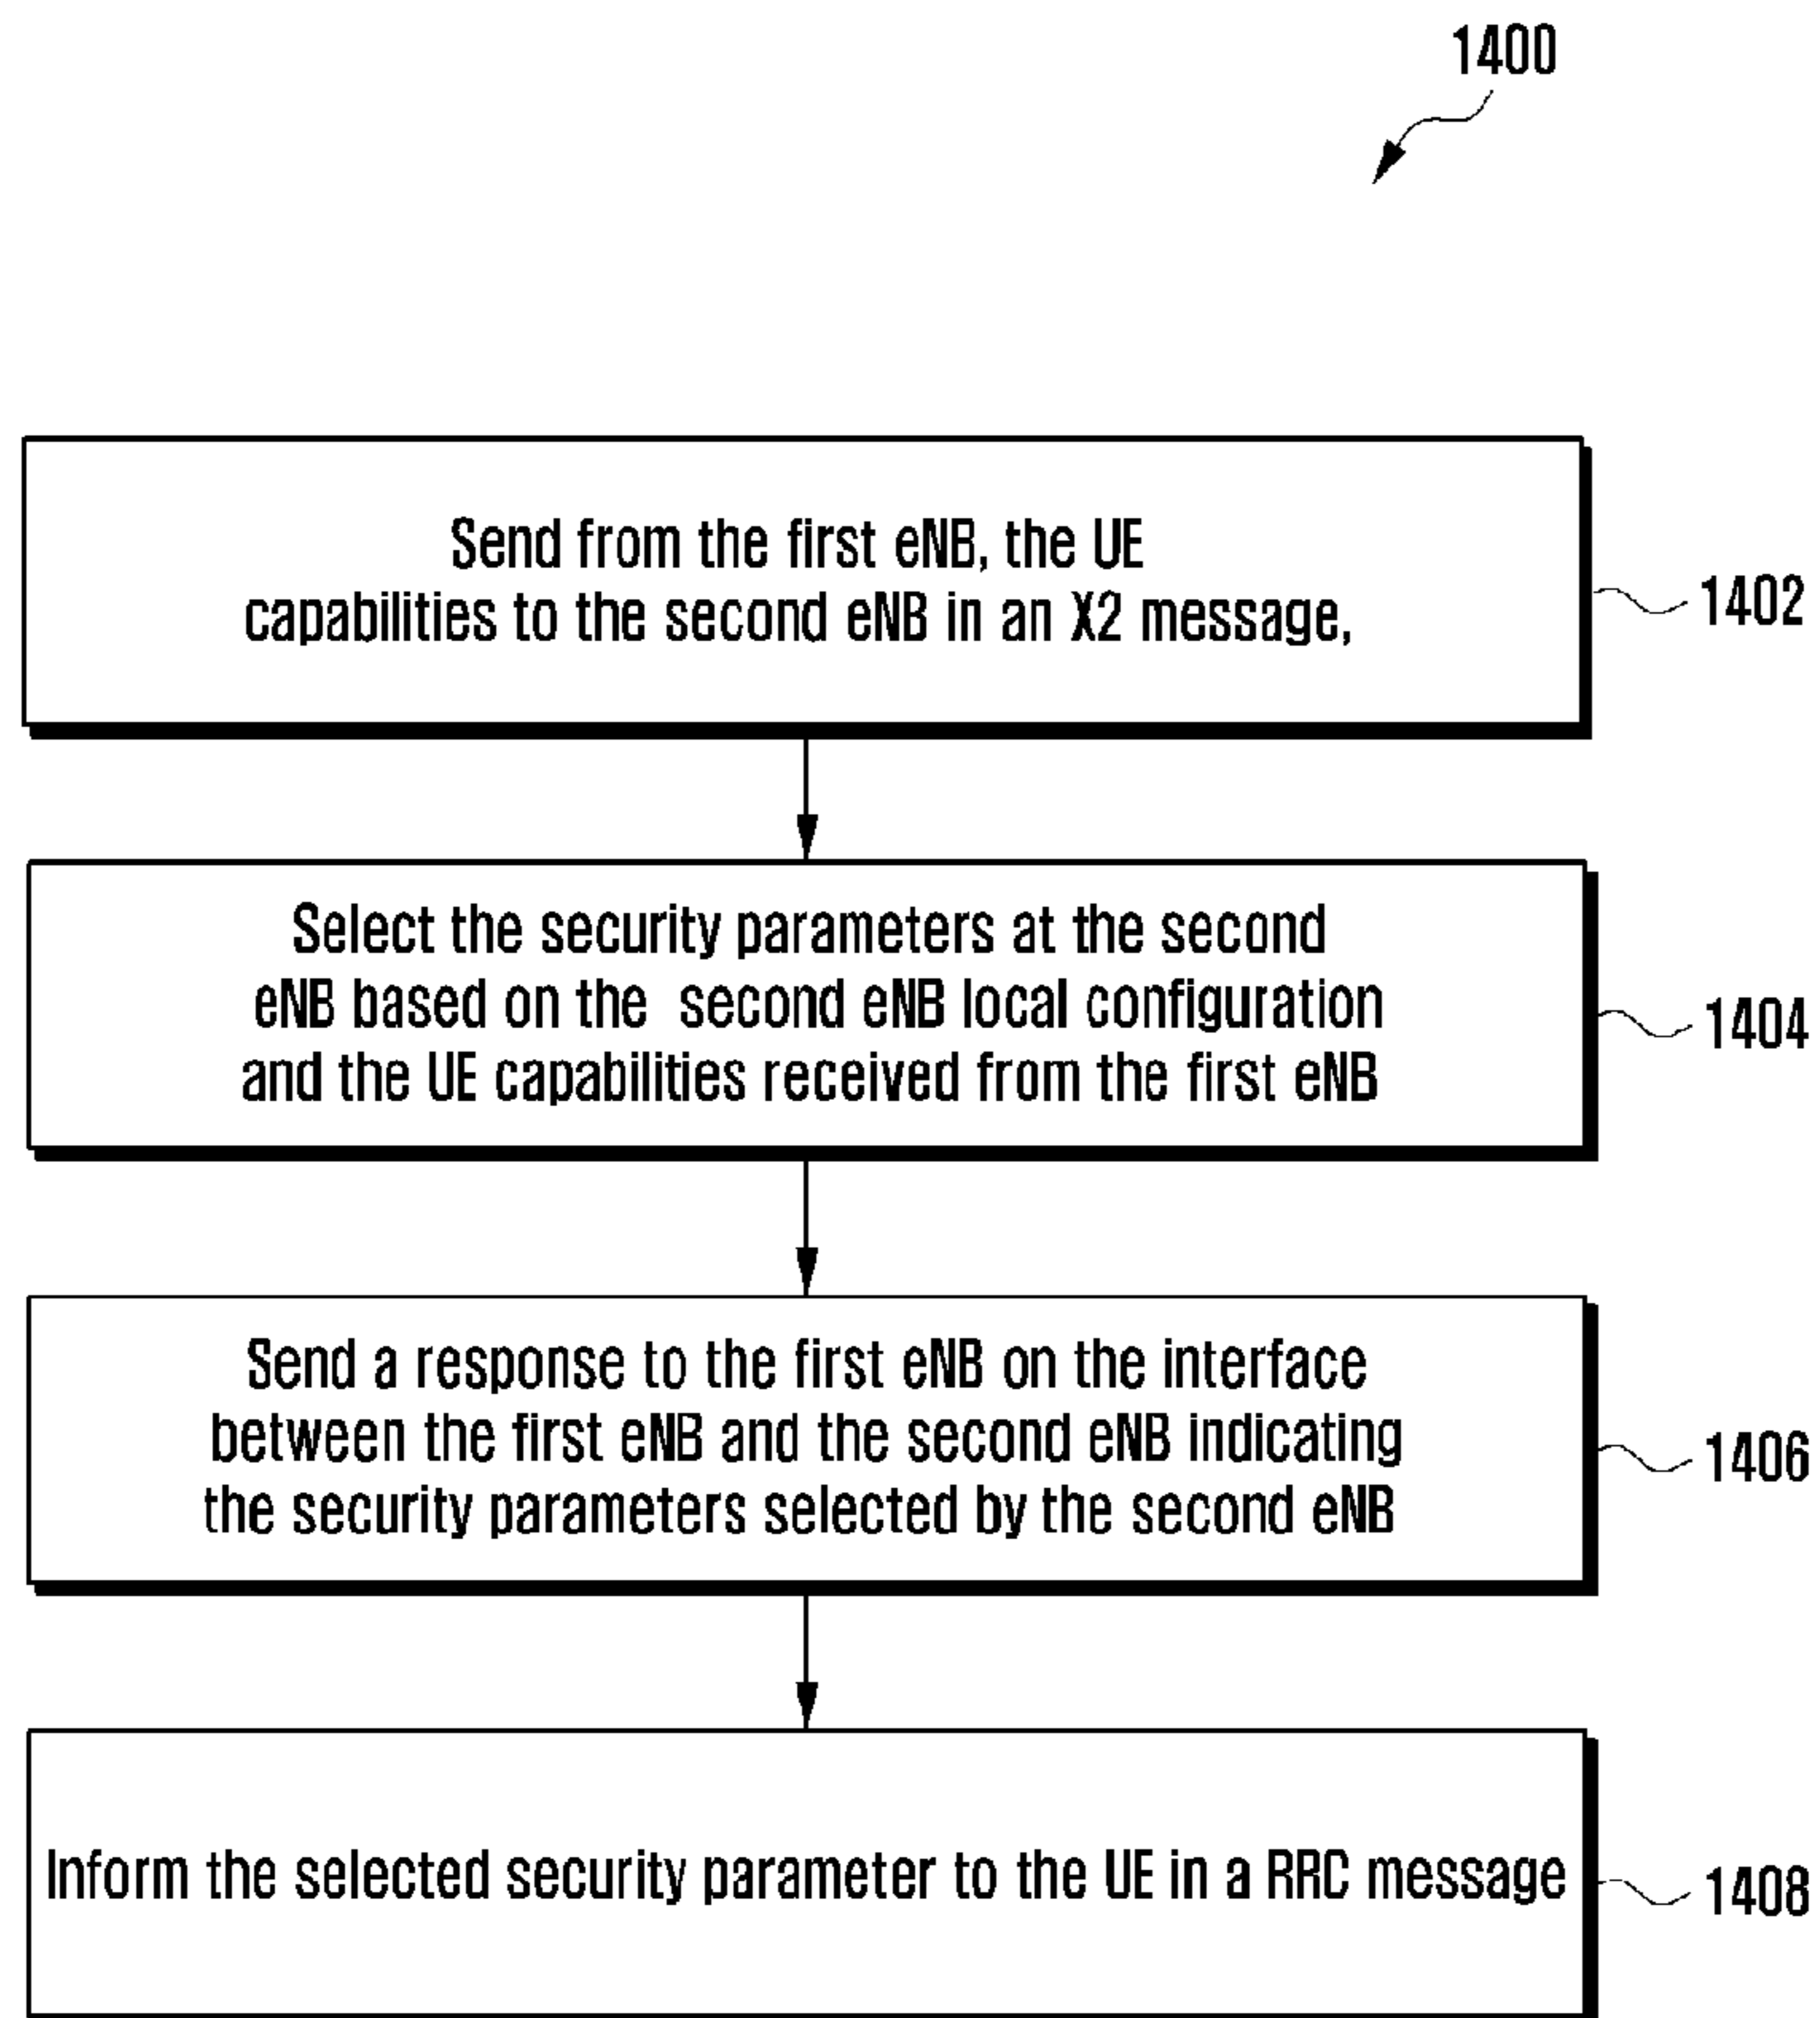 1400
Send from the first eNB, the UE
capabilities to the second eNB in an X2 message,
1402
Select the security parameters at the second
eNB based on the second eNB local configuration
and the UE capabilities received from the first eNB
1404
Send a response to the first eNB on the interface
between the first eNB and the second eNB indicating
the security parameters selected by the second eNB
1406
Inform the selected security parameter to the UE in a RRC message
1408